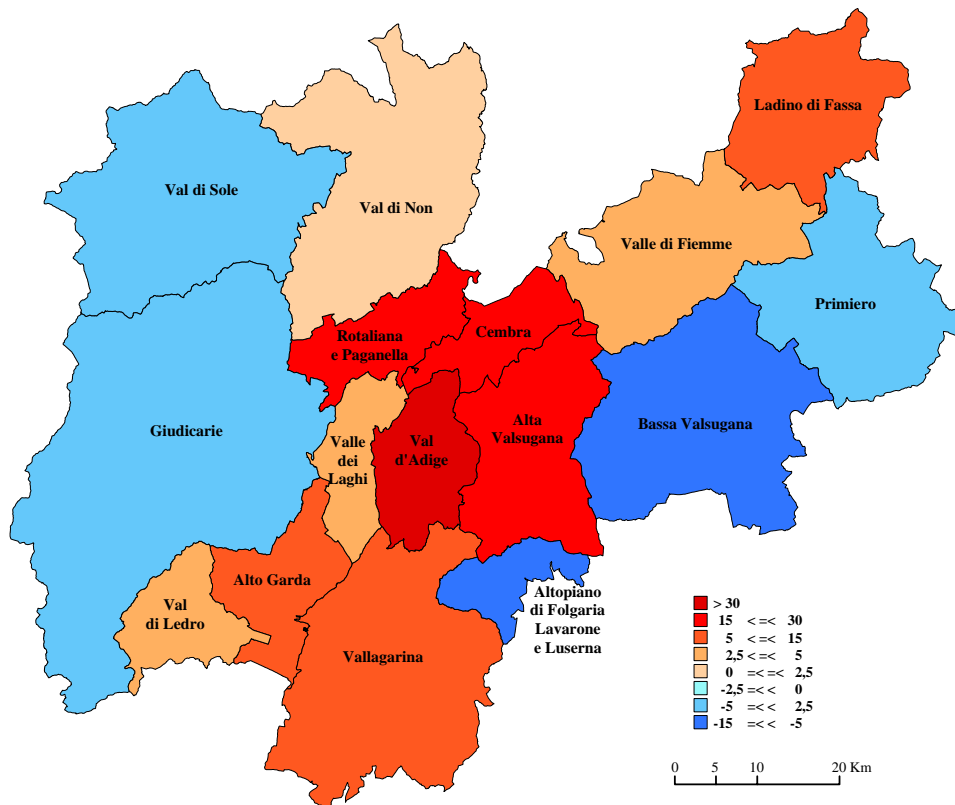 Ladino di Fassa
Val di Sole
Val di Non
Valle di Fiemme
Primiero
Rotaliana
e Paganella
Cembra
Giudicarie
Valle
dei
Laghi
Val
d'Adige
Alta
Valsugana
Bassa Valsugana
Alto Garda
Val
di Ledro
Vallagarina
Altopiano
di Folgaria
Lavarone
e Luserna
> 30
15 < =< 30
5 =< < 15
2,5 < =< 5
0 =< =< 2,5
-2,5 =< < 0
-5 =< < 2,5
-15 =< < -5
0 5 10 20 Km